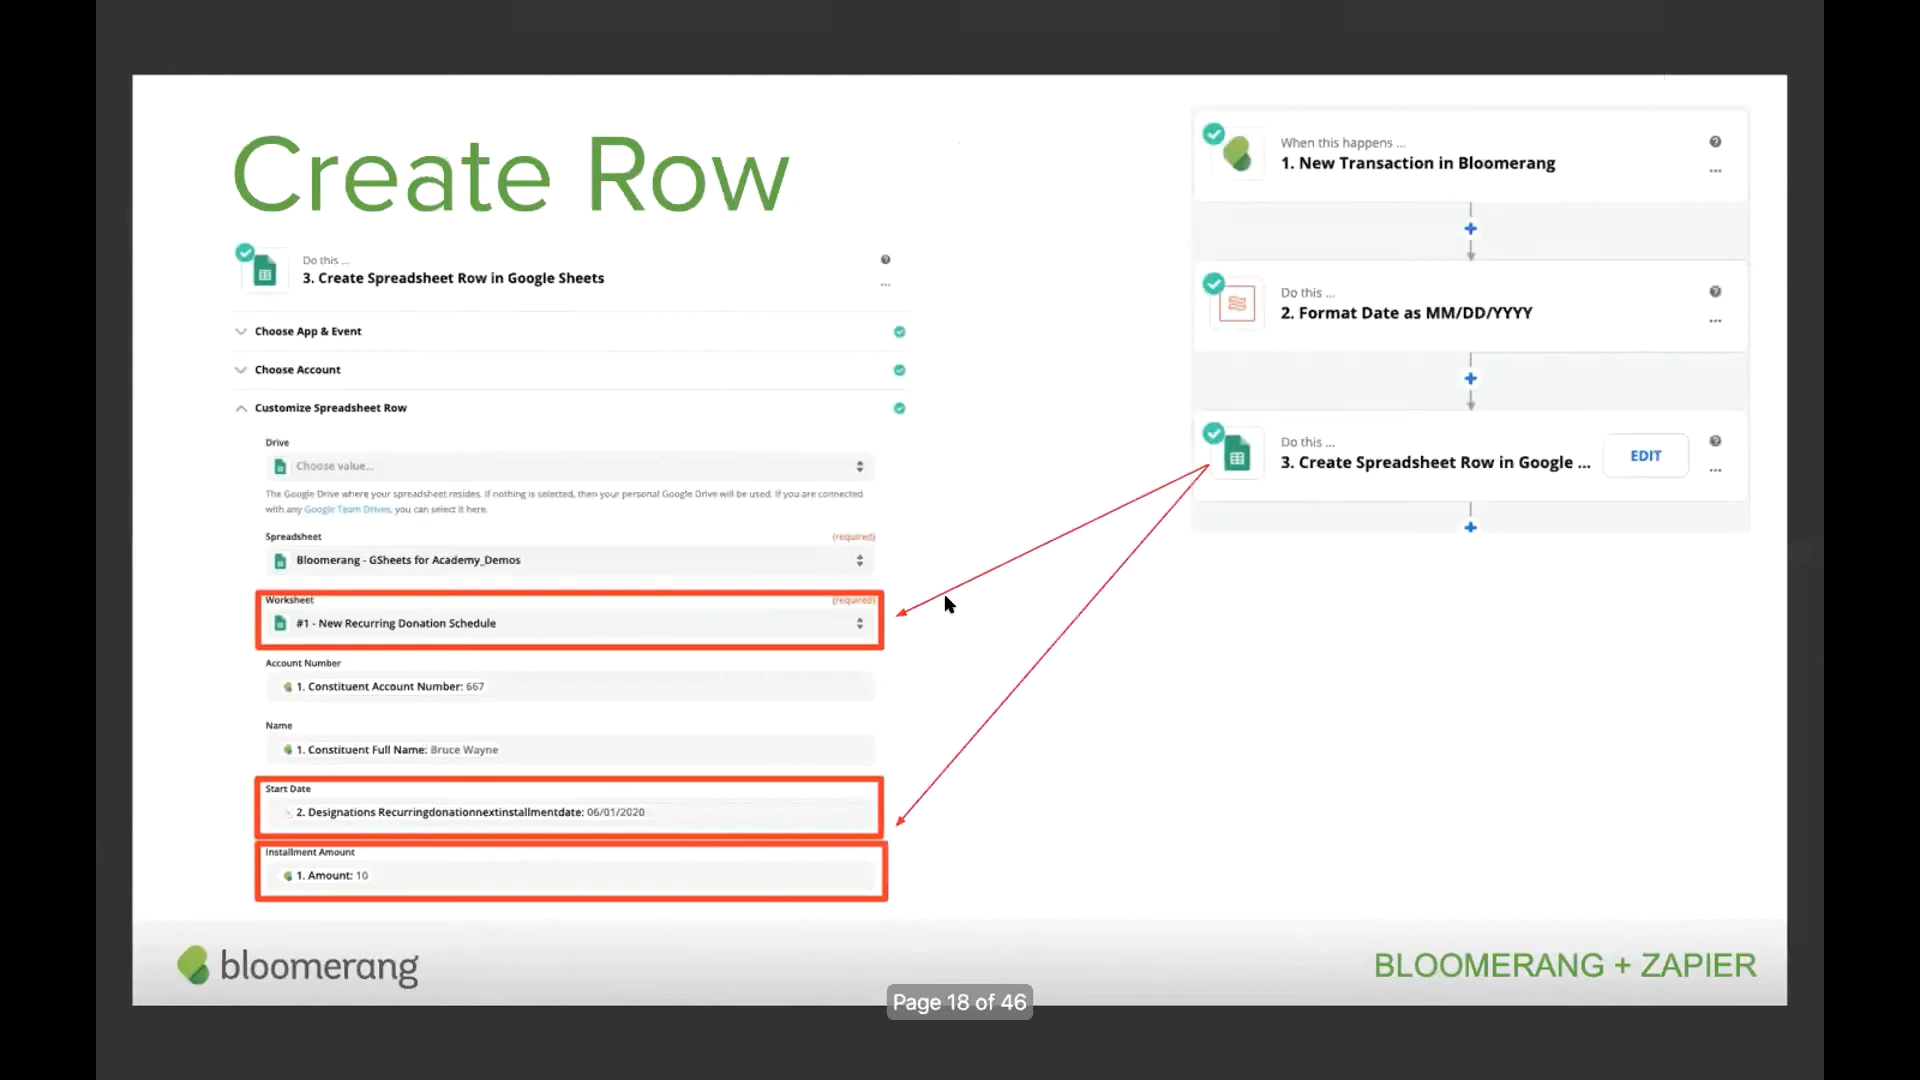 Create Row
Do this ...
3. Create Spreadsheet Row in Google Sheets
Choose App & Event
Choose Account
Customize Spreadsheet Row
Drive
Choose value...
The Google Drive where your spreadsheet resides. If nothing is selected, then your personal Google Drive will be used. If you are connected
with any Google Team Drives, you can select it here.
Spreadsheet (required)
Bloomerang - GSheets for Academy_Demos
Worksheet (required)
#1 - New Recurring Donation Schedule
Account Number
1. Constituent Account Number: 667
Name
1. Constituent Full Name: Bruce Wayne
Start Date
2. Designations Recurringdonationnextinstallmentdate: 06/01/2020
Installment Amount
1. Amount: 10
When this happens ...
1. New Transaction in Bloomerang
Do this ...
2. Format Date as MM/DD/YYYY
Do this ...
3. Create Spreadsheet Row in Google ...
EDIT
bloomerang
BLOOMERANG + ZAPIER
Page 18 of 46